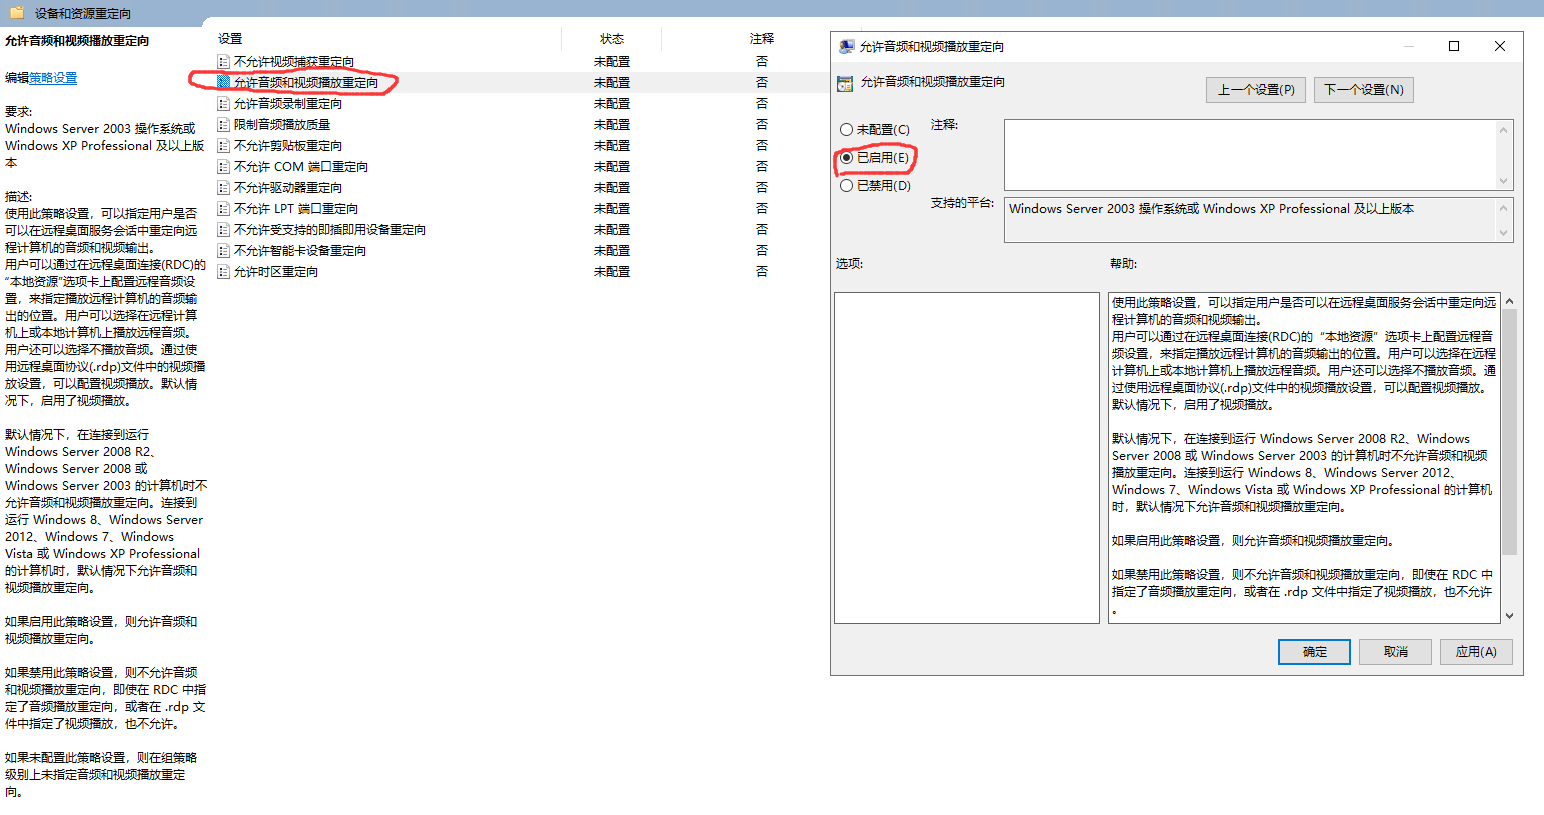 设备和资源重定向
允许音频和视频播放重定向
编辑策略设置
要求:
Windows Server 2003 操作系统或
Windows XP Professional 及以上版
本
描述:
使用此策略设置，可以指定用户是否
可以在远程桌面服务会话中重定向远
程计算机的音频和视频输出。
用户可以通过在远程桌面连接(RDC)的
“本地资源”选项卡上配置远程音频设
置，来指定播放远程计算机的音频输
出的位置。用户可以选择在远程计算
机上或本地计算机上播放远程音频。
用户还可以选择不播放音频。通过使
用远程桌面协议(.rdp)文件中的视频播
放设置，可以配置视频播放。默认情
况下，启用了视频播放。
默认情况下，在连接到运行
Windows Server 2008 R2、
Windows Server 2008 或
Windows Server 2003 的计算机时不
允许音频和视频播放重定向。连接到
运行 Windows 8、Windows Server
2012、Windows 7、Windows
Vista 或 Windows XP Professional
的计算机时，默认情况下允许音频和
视频播放重定向。
如果启用此策略设置，则允许音频和
视频播放重定向。
如果禁用此策略设置，则不允许音频
和视频播放重定向，即使在 RDC 中指
定了音频播放重定向，或者在 .rdp 文
件中指定了视频播放，也不允许。
如果未配置此策略设置，则在组策略
级别上未指定音频和视频播放重定
向。
设置 状态 注释
不允许视频捕获重定向 未配置 否
允许音频和视频播放重定向 未配置 否
允许音频录制重定向 未配置 否
限制音频播放质量 未配置 否
不允许剪贴板重定向 未配置 否
不允许 COM 端口重定向 未配置 否
不允许驱动器重定向 未配置 否
不允许 LPT 端口重定向 未配置 否
不允许受支持的即插即用设备重定向 未配置 否
不允许智能卡设备重定向 未配置 否
允许时区重定向 未配置 否
允许音频和视频播放重定向
允许音频和视频播放重定向
上一个设置(P) 下一个设置(N)
未配置(C) 注释:
已启用(E)
已禁用(D)
支持的平台: Windows Server 2003 操作系统或 Windows XP Professional 及以上版本
选项: 帮助:
使用此策略设置，可以指定用户是否可以在远程桌面服务会话中重定向远
程计算机的音频和视频输出。
用户可以通过在远程桌面连接(RDC)的“本地资源”选项卡上配置远程音
频设置，来指定播放远程计算机的音频输出的位置。用户可以选择在远程
计算机上或本地计算机上播放远程音频。用户还可以选择不播放音频。通
过使用远程桌面协议(.rdp)文件中的视频播放设置，可以配置视频播放。
默认情况下，启用了视频播放。
默认情况下，在连接到运行 Windows Server 2008 R2、Windows
Server 2008 或 Windows Server 2003 的计算机时不允许音频和视频
播放重定向。连接到运行 Windows 8、Windows Server 2012、
Windows 7、Windows Vista 或 Windows XP Professional 的计算机
时，默认情况下允许音频和视频播放重定向。
如果启用此策略设置，则允许音频和视频播放重定向。
如果禁用此策略设置，则不允许音频和视频播放重定向，即使在 RDC 中
指定了音频播放重定向，或者在 .rdp 文件中指定了视频播放，也不允许
。
确定 取消 应用(A)